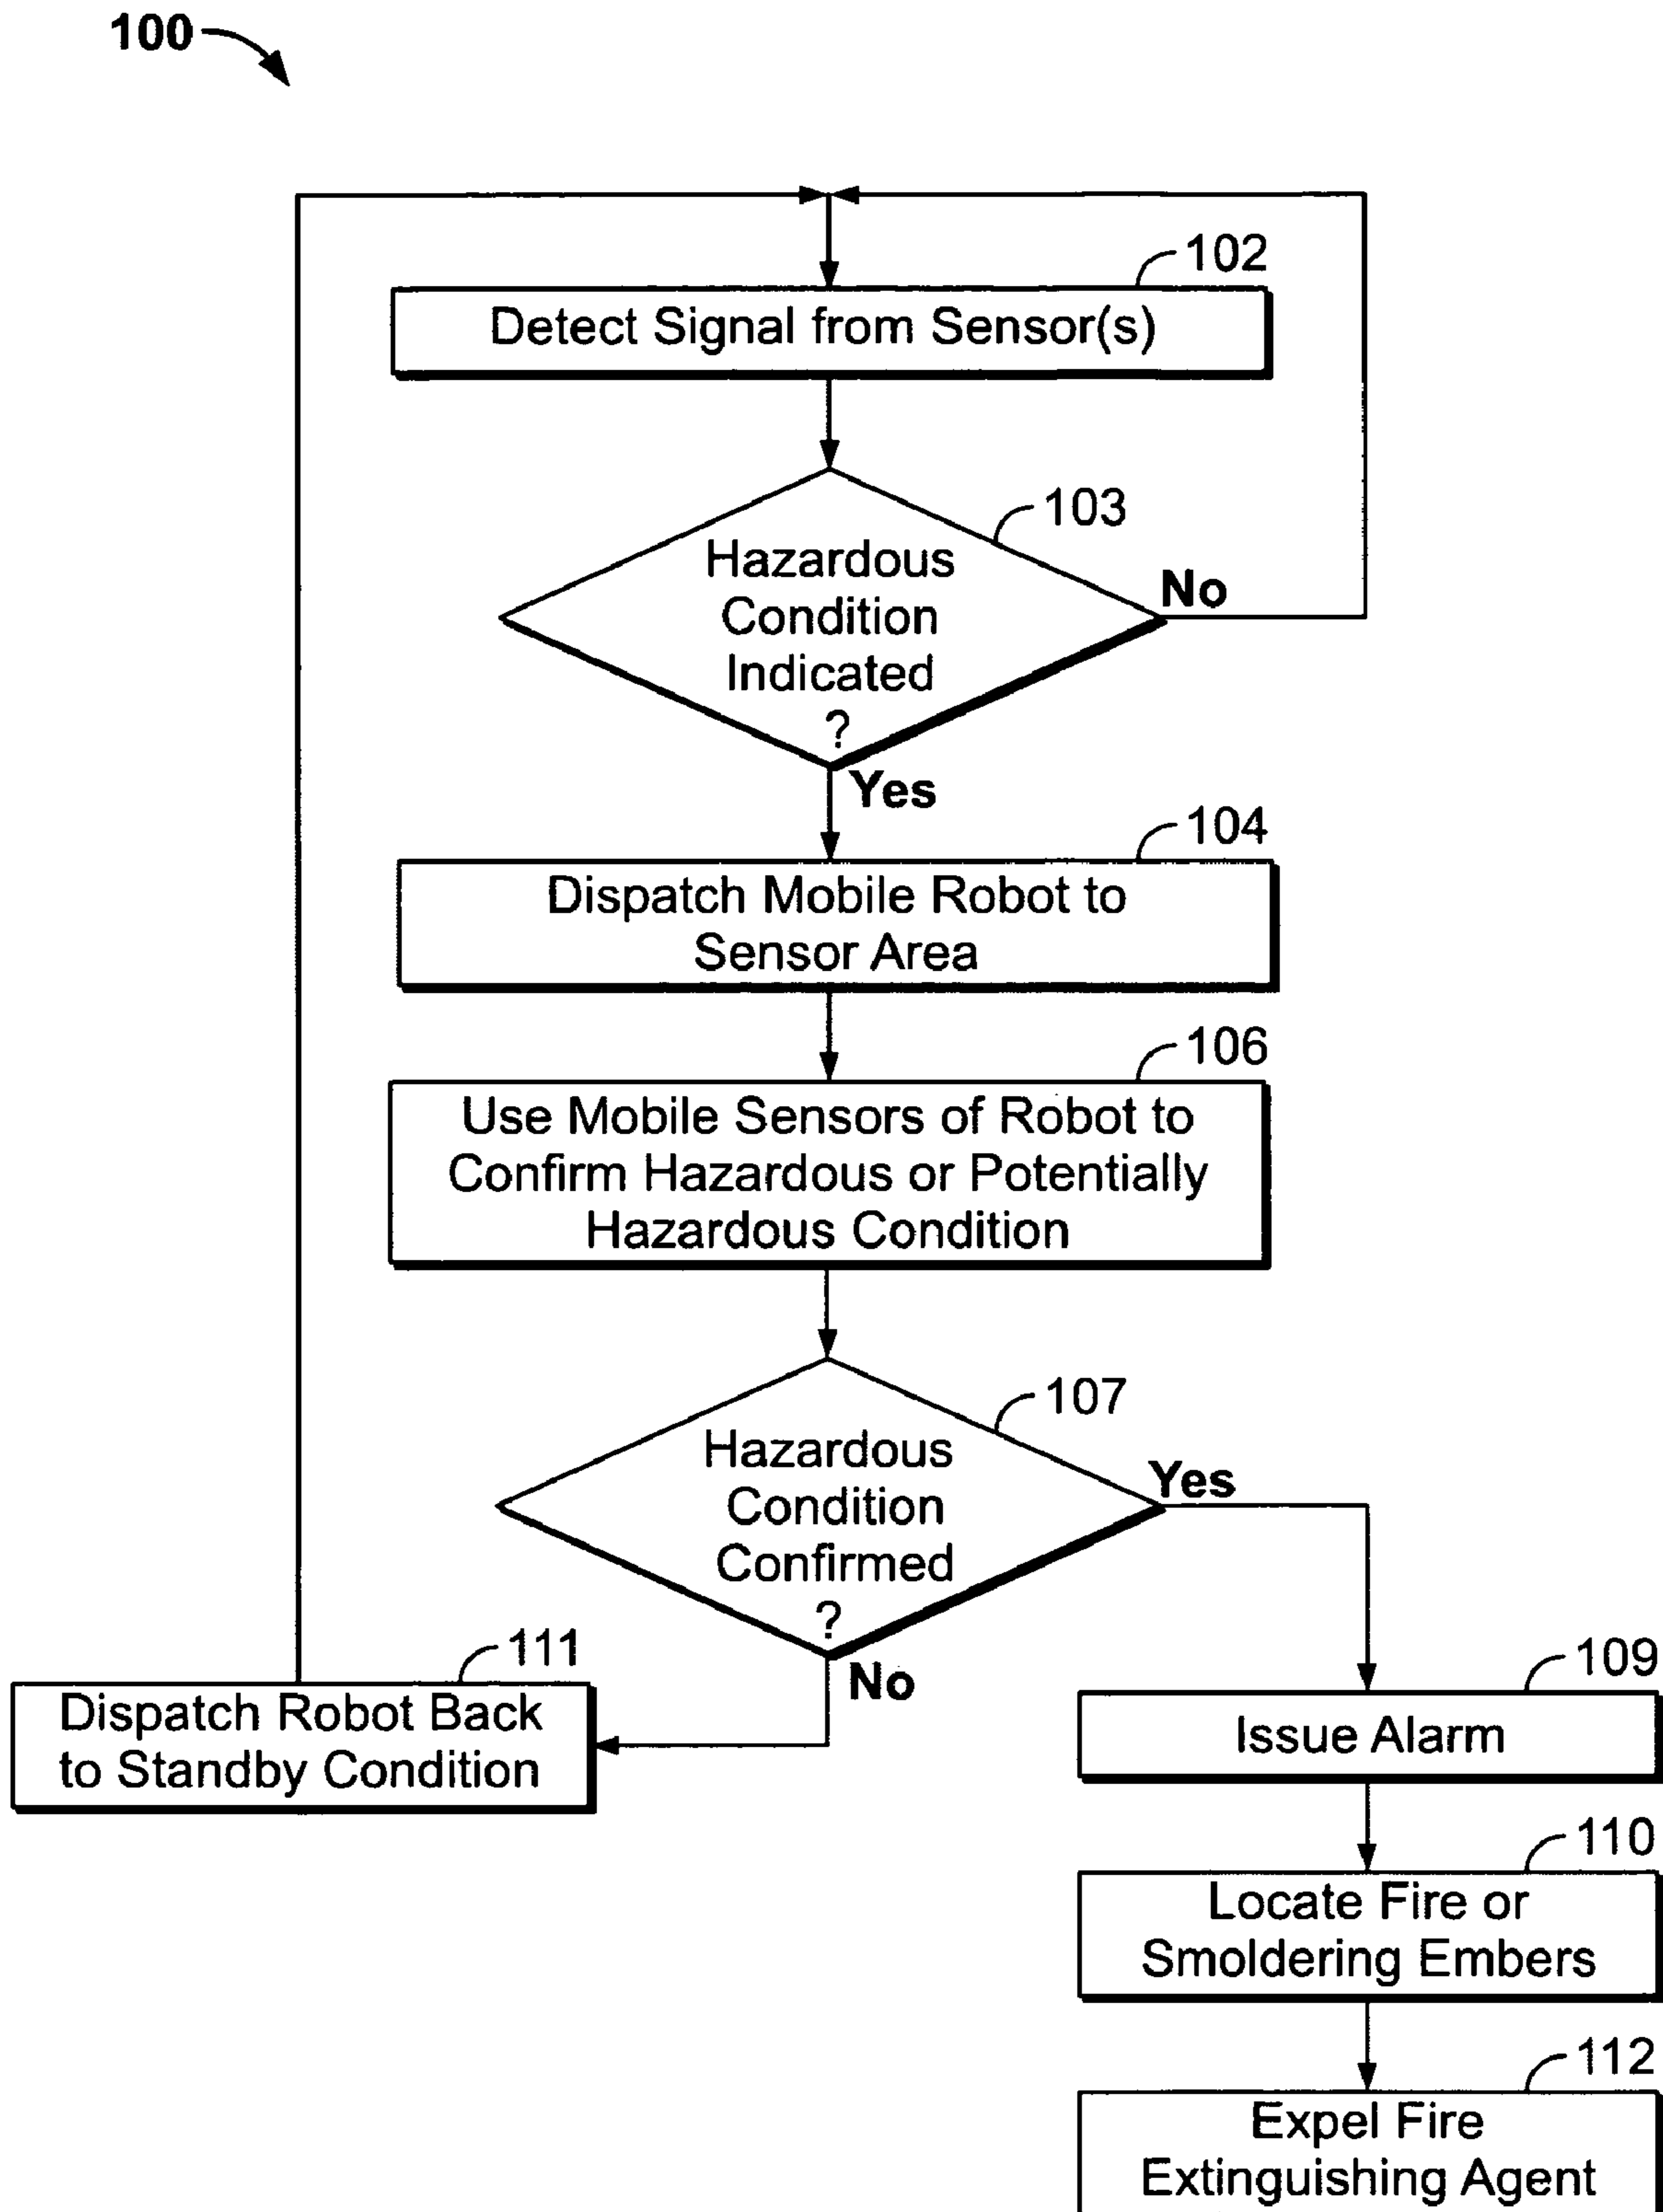 100
102
Detect Signal from Sensor(s)
103
Hazardous
Condition
Indicated
?
No
Yes
104
Dispatch Mobile Robot to
Sensor Area
106
Use Mobile Sensors of Robot to
Confirm Hazardous or Potentially
Hazardous Condition
107
Hazardous
Condition
Confirmed
?
Yes
No
111
Dispatch Robot Back
to Standby Condition
109
Issue Alarm
110
Locate Fire or
Smoldering Embers
112
Expel Fire
Extinguishing Agent